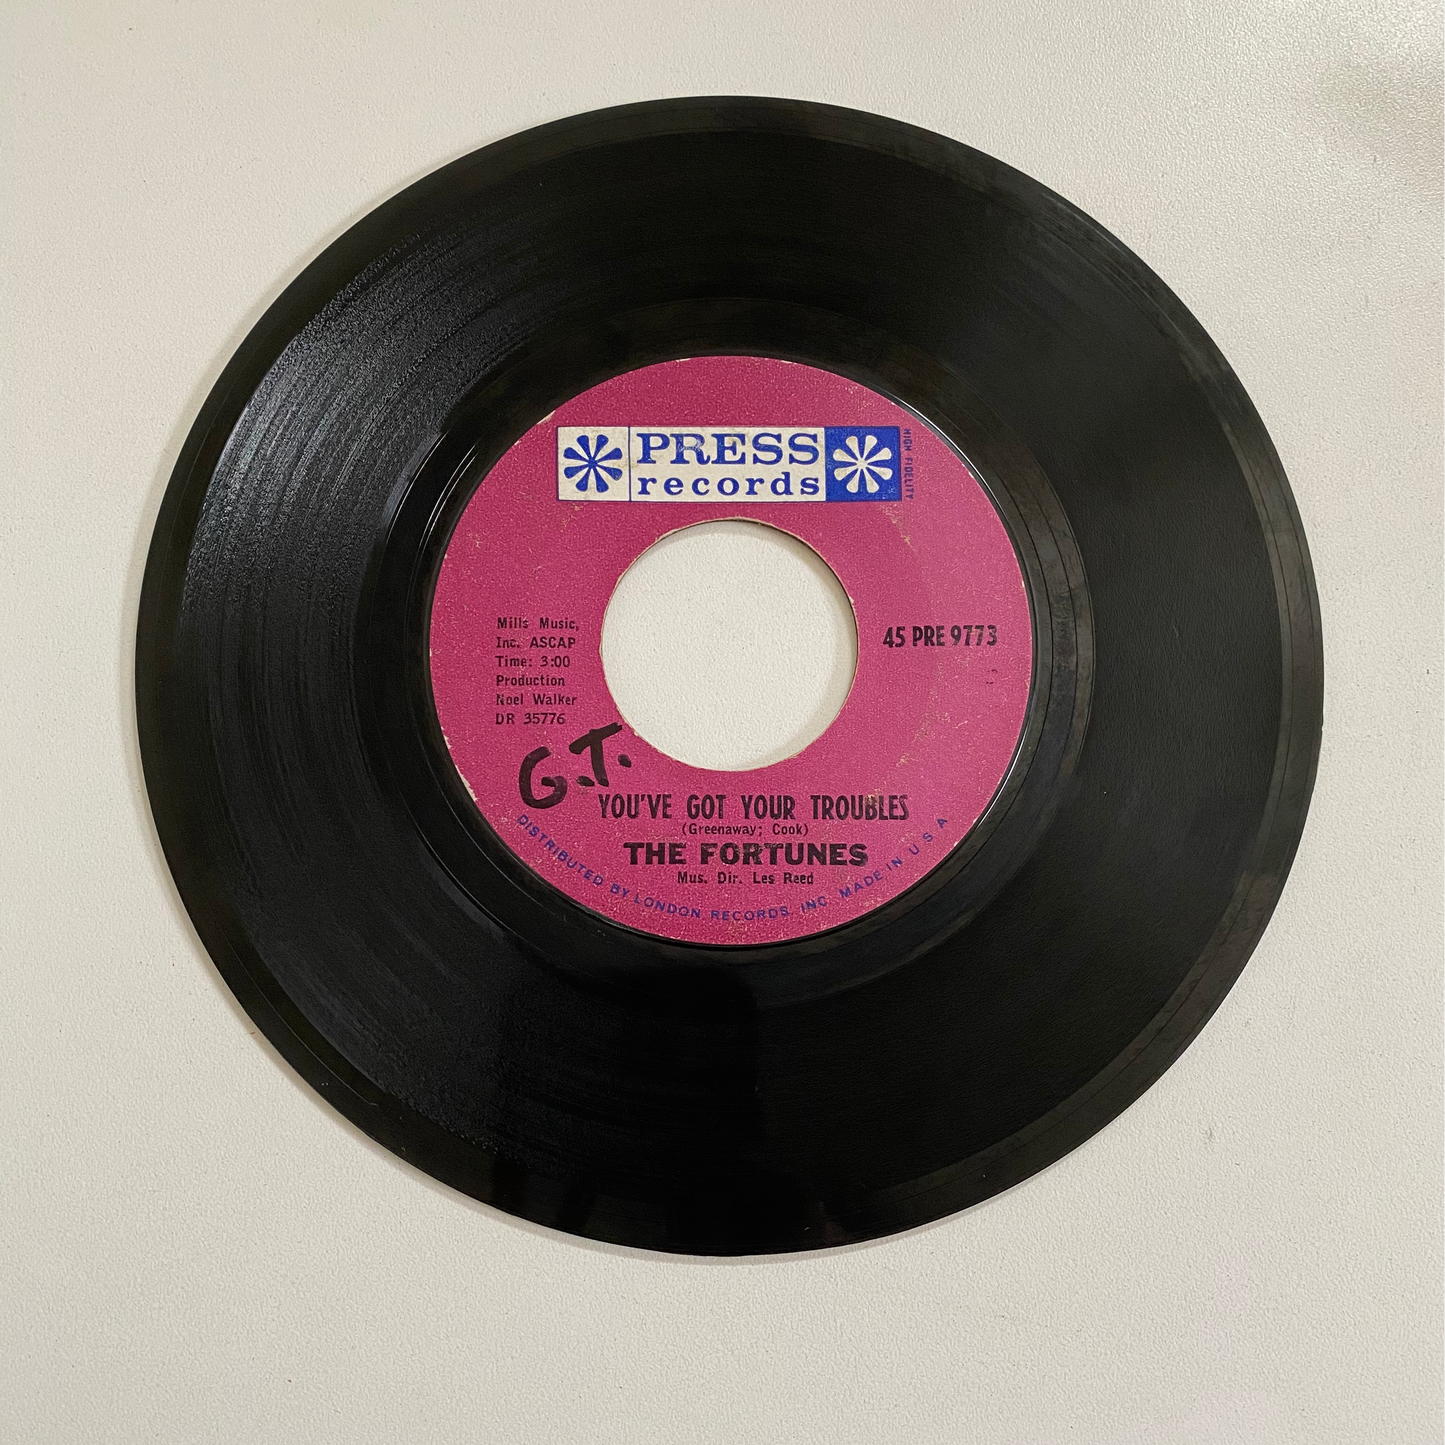 PRESS
records
HIGH FIDELITY
Mills Music,
Inc. ASCAP
Time: 3:00
Production
Noel Walker
DR 35776
45 PRE 9773
G.T.
YOU'VE GOT YOUR TROUBLES
(Greenaway; Cook)
THE FORTUNES
Mus. Dir. Les Reed
DISTRIBUTED BY LONDON RECORDS INC. MADE IN U S A